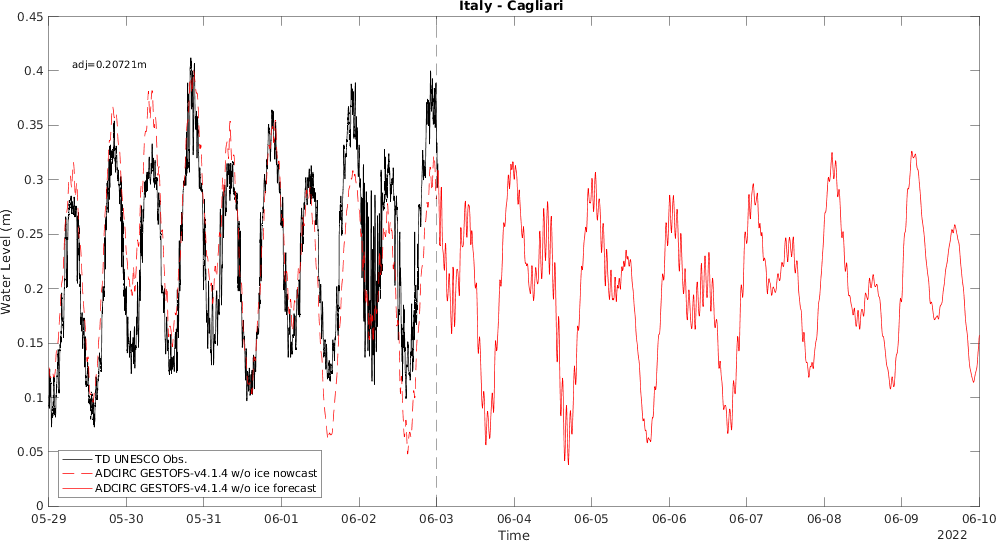 Italy - Cagliari
0.45
0.4
0.35
0.3
0.25
0.2
0.15
0.1
0.05
0
Water Level (m)
adj=0.20721m
TD UNESCO Obs.
ADCIRC GESTOFS-v4.1.4 w/o ice nowcast
ADCIRC GESTOFS-v4.1.4 w/o ice forecast
05-29 05-30 05-31 06-01 06-02 06-03 06-04 06-05 06-06 06-07 06-08 06-09 06-10
Time
2022